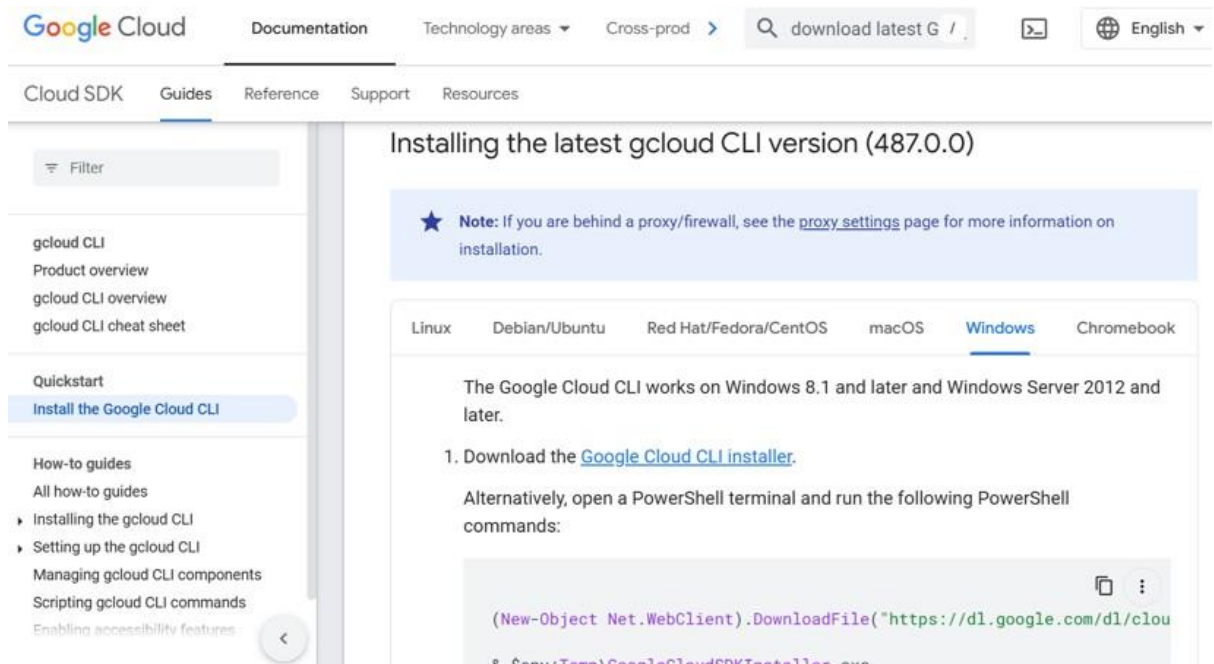 Google Cloud
Documentation
Technology areas
Cross-prod
download latest G /
English
Cloud SDK
Guides
Reference
Support
Resources
Filter
gcloud CLI
Product overview
gcloud CLI overview
gcloud CLI cheat sheet
Quickstart
Install the Google Cloud CLI
How-to guides
All how-to guides
Installing the gcloud CLI
Setting up the gcloud CLI
Managing gcloud CLI components
Scripting gcloud CLI commands
Enabling accessibility features
Installing the latest gcloud CLI version (487.0.0)
Note: If you are behind a proxy/firewall, see the proxy settings page for more information on
installation.
Linux
Debian/Ubuntu
Red Hat/Fedora/CentOS
macOS
Windows
Chromebook
The Google Cloud CLI works on Windows 8.1 and later and Windows Server 2012 and
later.
1. Download the Google Cloud CLI installer.
Alternatively, open a PowerShell terminal and run the following PowerShell
commands:
(New-Object Net.WebClient).DownloadFile("https://dl.google.com/dl/clou
& $env:Temp\GoogleCloudSDKInstaller.exe